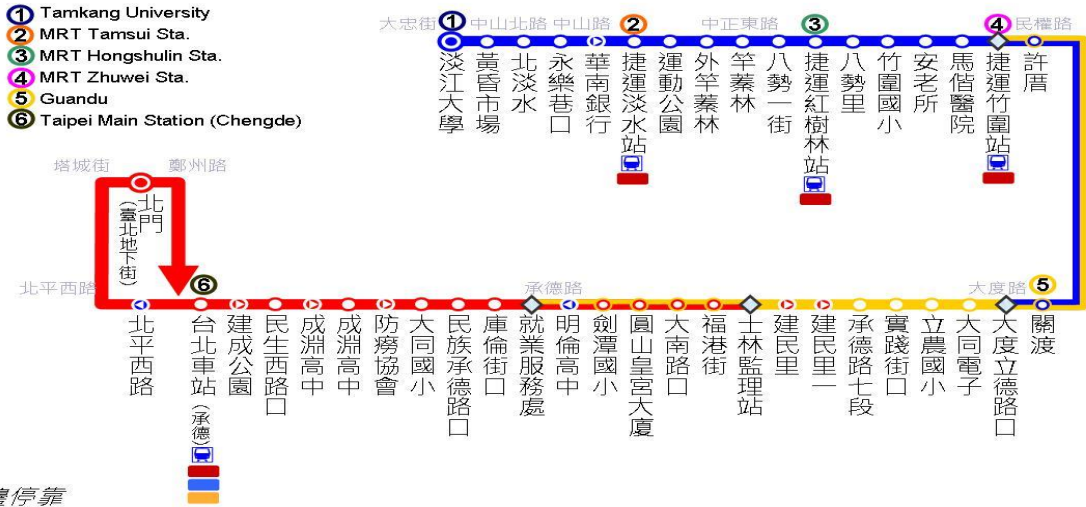 1 Tamkang University
2 MRT Tamsui Sta.
3 MRT Hongshulin Sta.
4 MRT Zhuwei Sta.
5 Guandu
6 Taipei Main Station (Chengde)
大忠街
1
中山北路
中山路
2
中正東路
3
4
民權路
淡江大學
黃昏市場
北淡水
永樂巷口
華南銀行
捷運淡水站
運動公園
外竿蓁林
竿蓁林
八勢一街
捷運紅樹林站
八勢里
竹圍國小
安老所
馬偕醫院
捷運竹圍站
許厝
塔城街
鄭州路
北門
(臺北地下街)
北平西路
6
承德路
大度路
5
北平西路
台北車站(承德)
建成公園
民生西路口
成淵高中
成淵高中
防癆協會
大同國小
民族承德路口
庫倫街口
就業服務處
明倫高中
劍潭國小
圓山皇宮大廈
大南路口
福港街
士林監理站
建民里
建民里一
承德路七段
實踐街口
立農國小
大同電子
大度立德路口
關渡
停靠